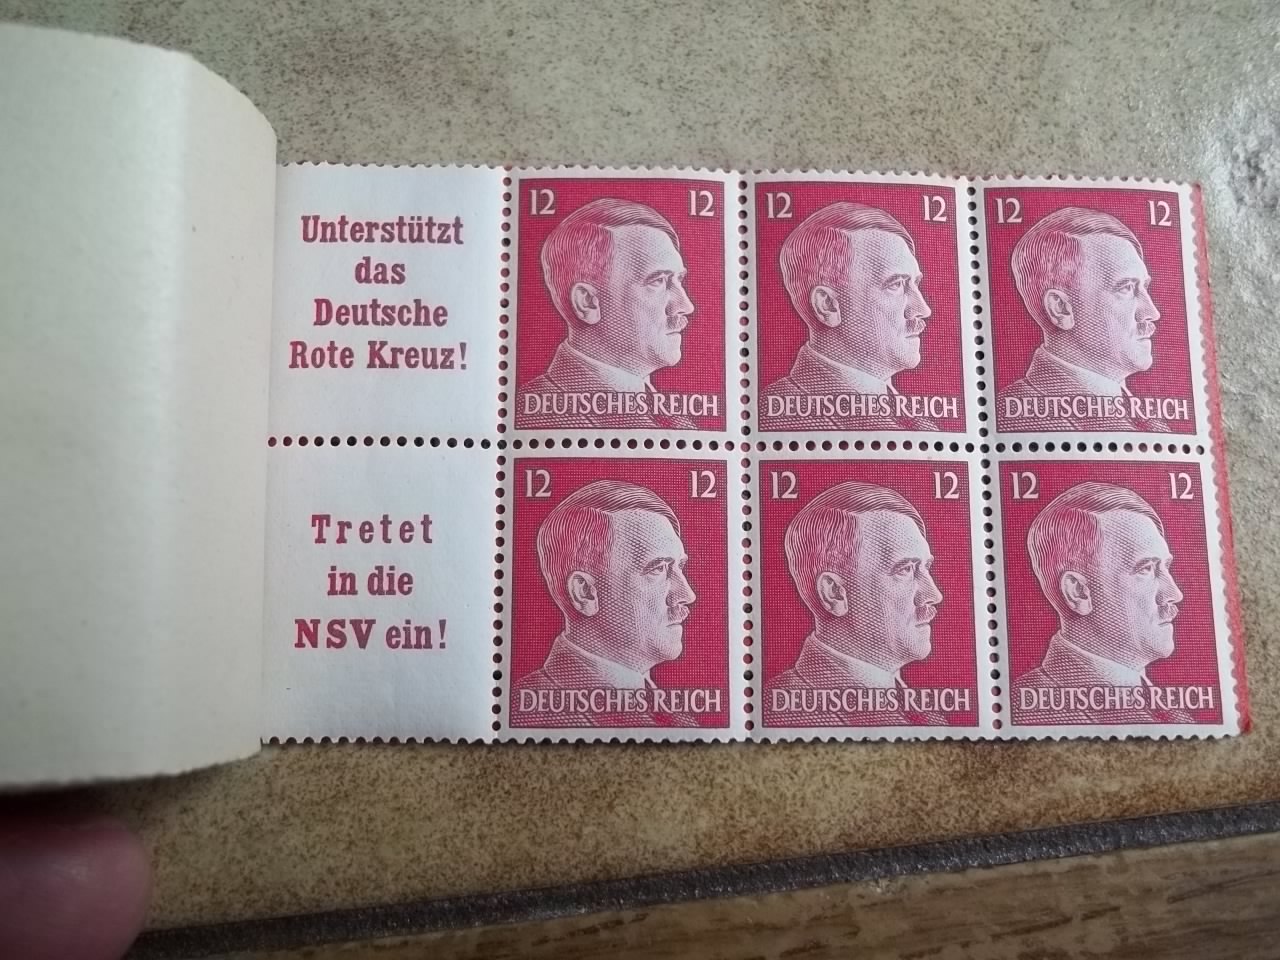 Unterstützt
das
Deutsche
Rote Kreuz!
12 12
DEUTSCHES REICH
12 12
DEUTSCHES REICH
12 12
DEUTSCHES REICH
Tretet
in die
NSV ein!
12 12
DEUTSCHES REICH
12 12
DEUTSCHES REICH
12 12
DEUTSCHES REICH